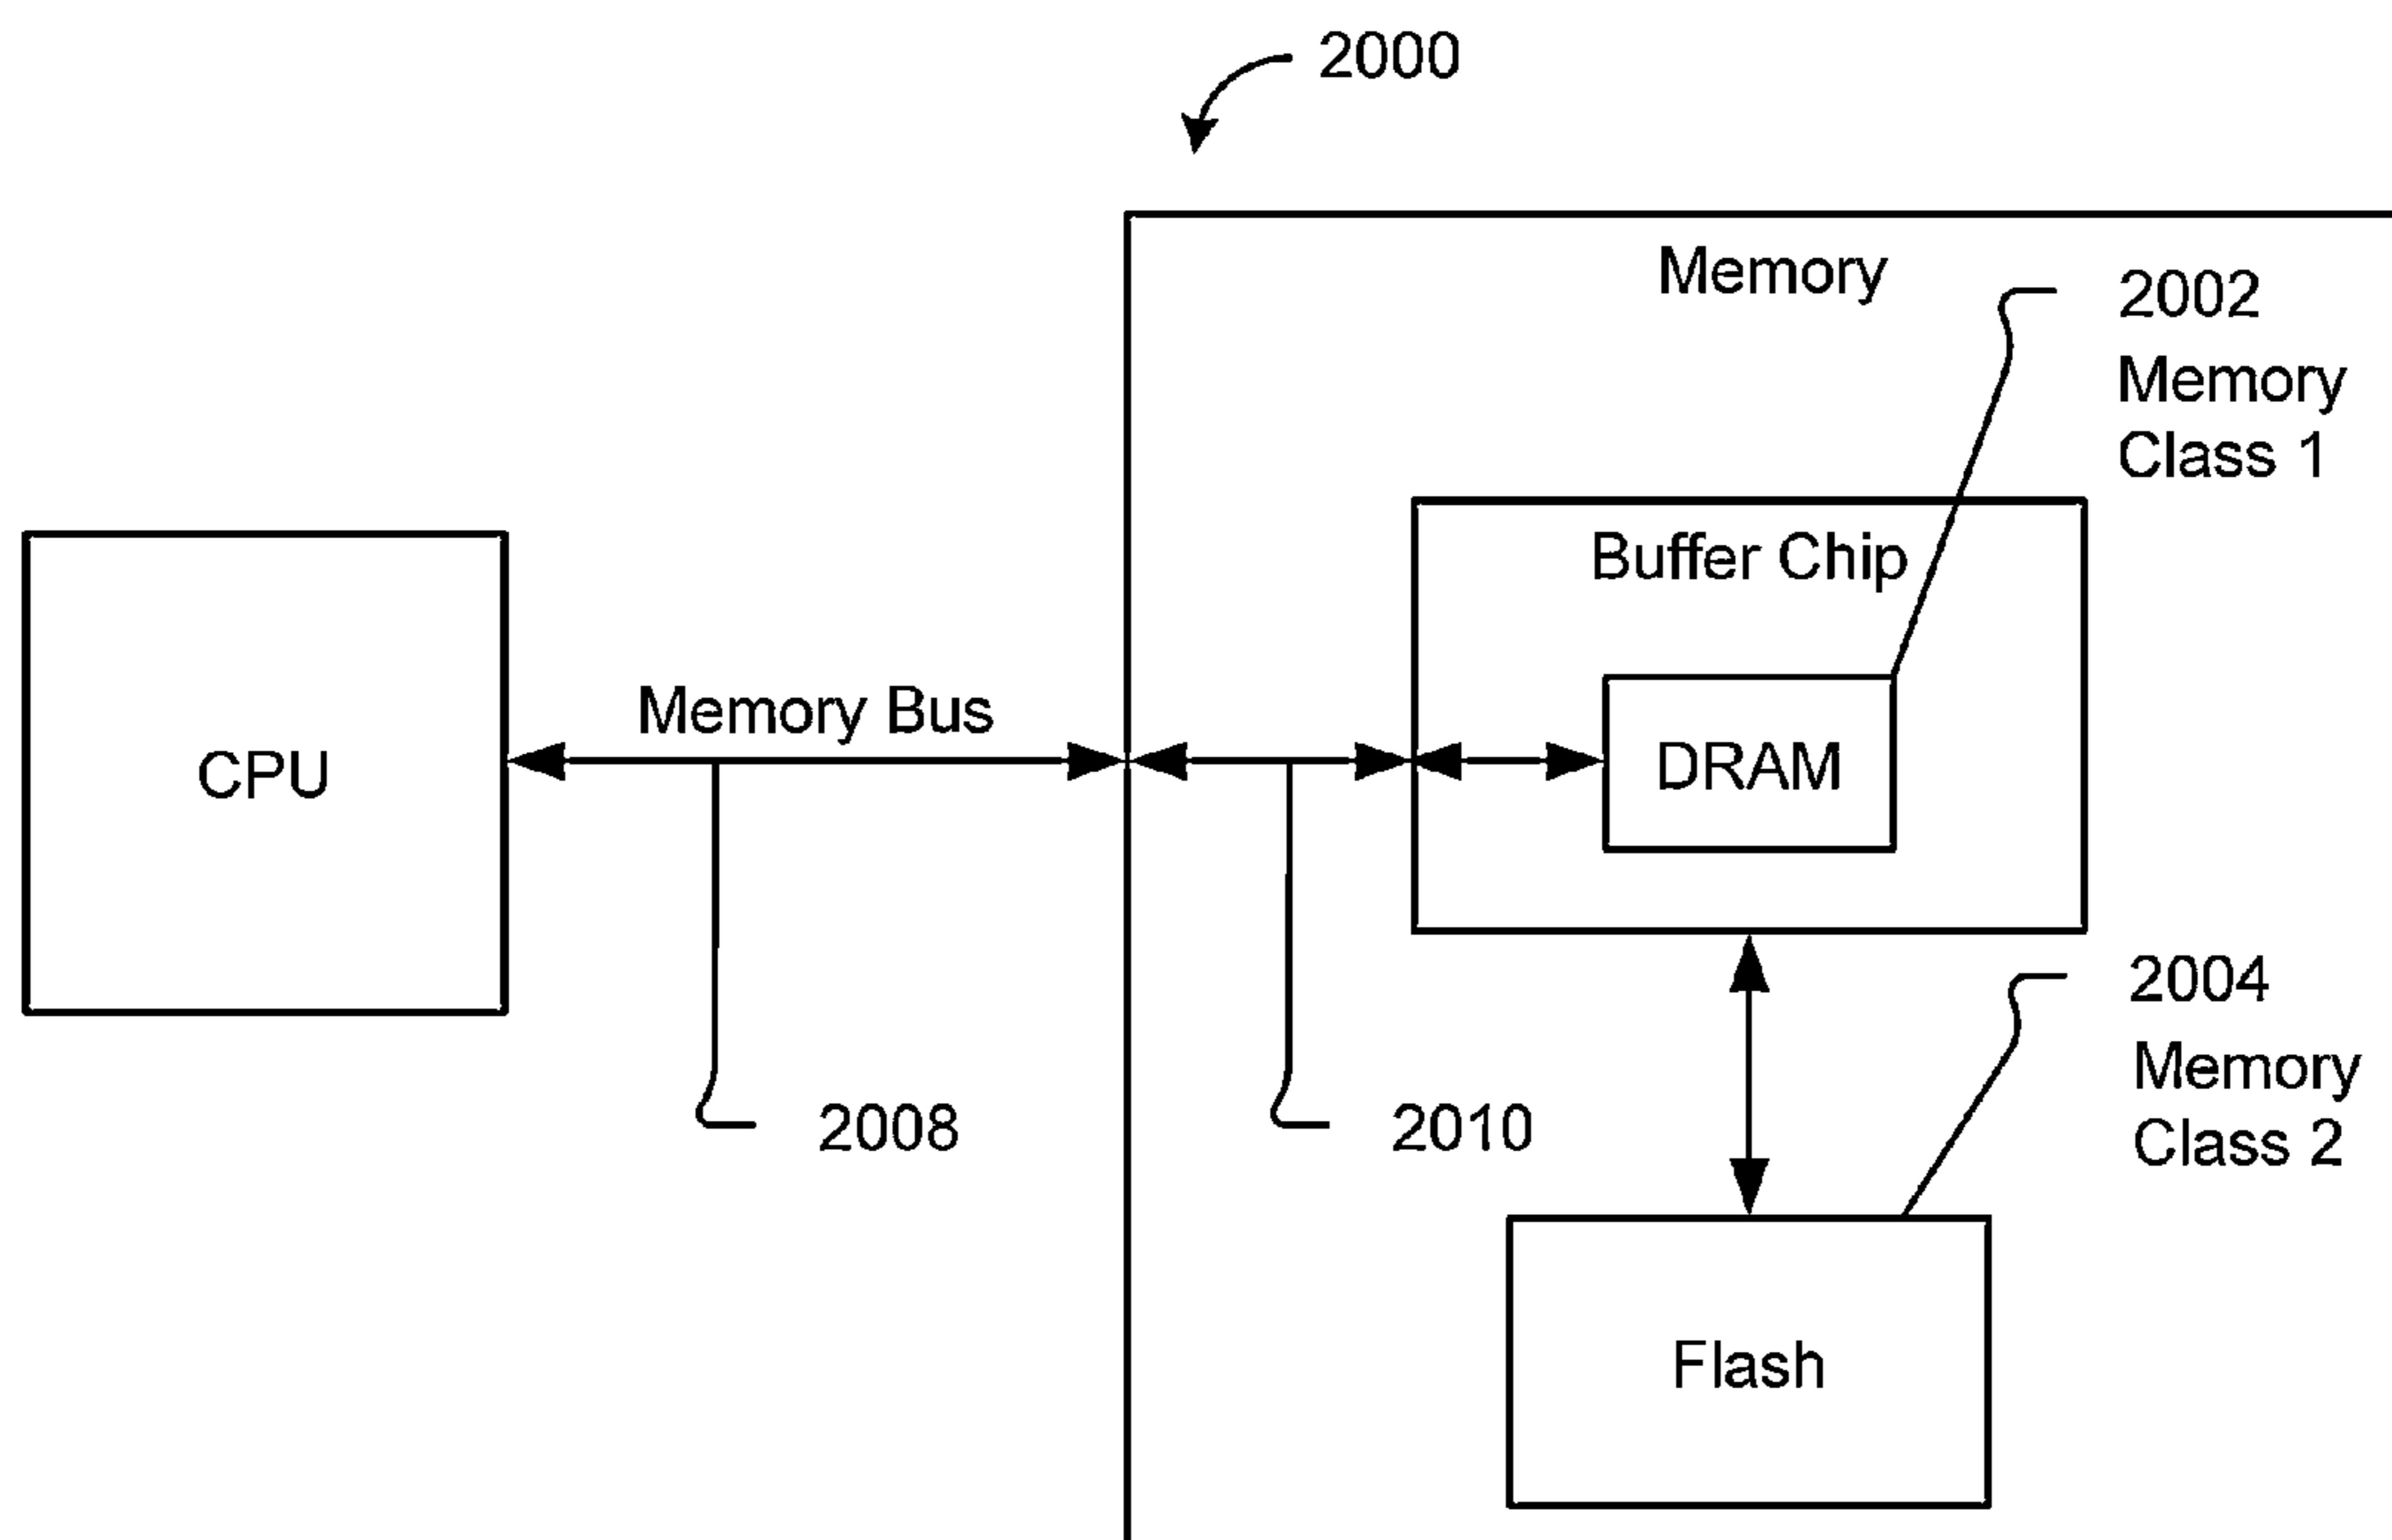 2000
Memory
2002
Memory
Class 1
Buffer Chip
Memory Bus
CPU
DRAM
2004
Memory
Class 2
2008
2010
Flash